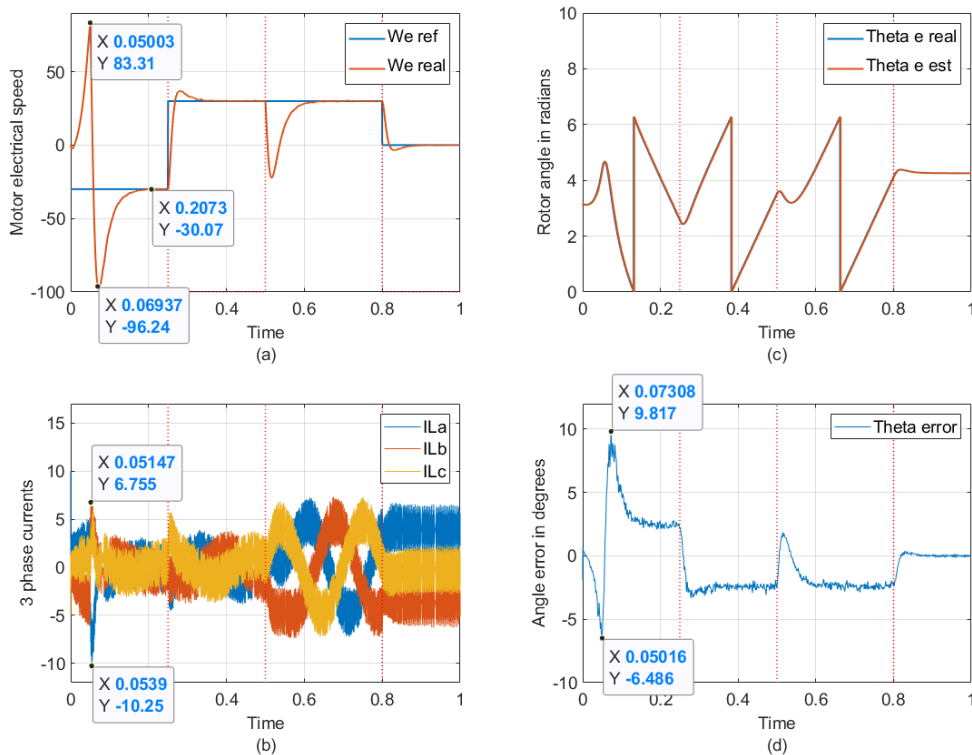 We ref
We real
X 0.05003
Y 83.31
X 0.2073
Y -30.07
X 0.06937
Y -96.24
50
0
-50
-100
0
0.2
0.4
0.6
0.8
1
Motor electrical speed
Time
(a)
Theta e real
Theta e est
10
8
6
4
2
0
0
0.2
0.4
0.6
0.8
1
Rotor angle in radians
Time
(c)
ILa
ILb
ILc
X 0.05147
Y 6.755
X 0.0539
Y -10.25
15
10
5
0
-5
-10
0
0.2
0.4
0.6
0.8
1
3 phase currents
Time
(b)
X 0.07308
Y 9.817
Theta error
X 0.05016
Y -6.486
10
5
0
-5
-10
0
0.2
0.4
0.6
0.8
1
Angle error in degrees
Time
(d)